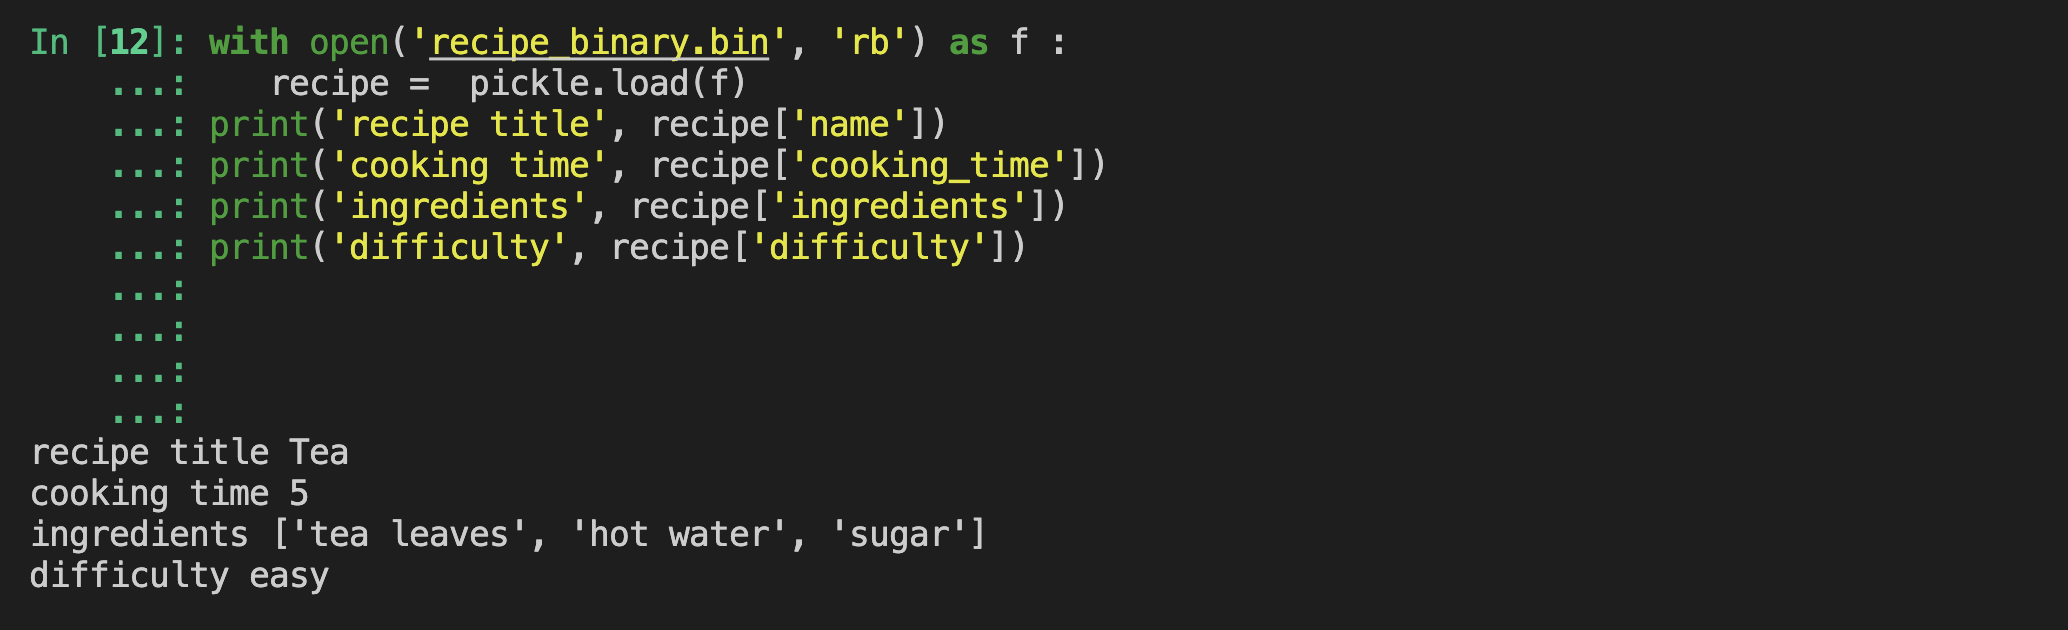 In [12]: with open('recipe_binary.bin', 'rb') as f :
    ...:    recipe =  pickle.load(f)
    ...: print('recipe title', recipe['name'])
    ...: print('cooking time', recipe['cooking_time'])
    ...: print('ingredients', recipe['ingredients'])
    ...: print('difficulty', recipe['difficulty'])
    ...:
    ...:
    ...:
    ...:
recipe title Tea
cooking time 5
ingredients ['tea leaves', 'hot water', 'sugar']
difficulty easy